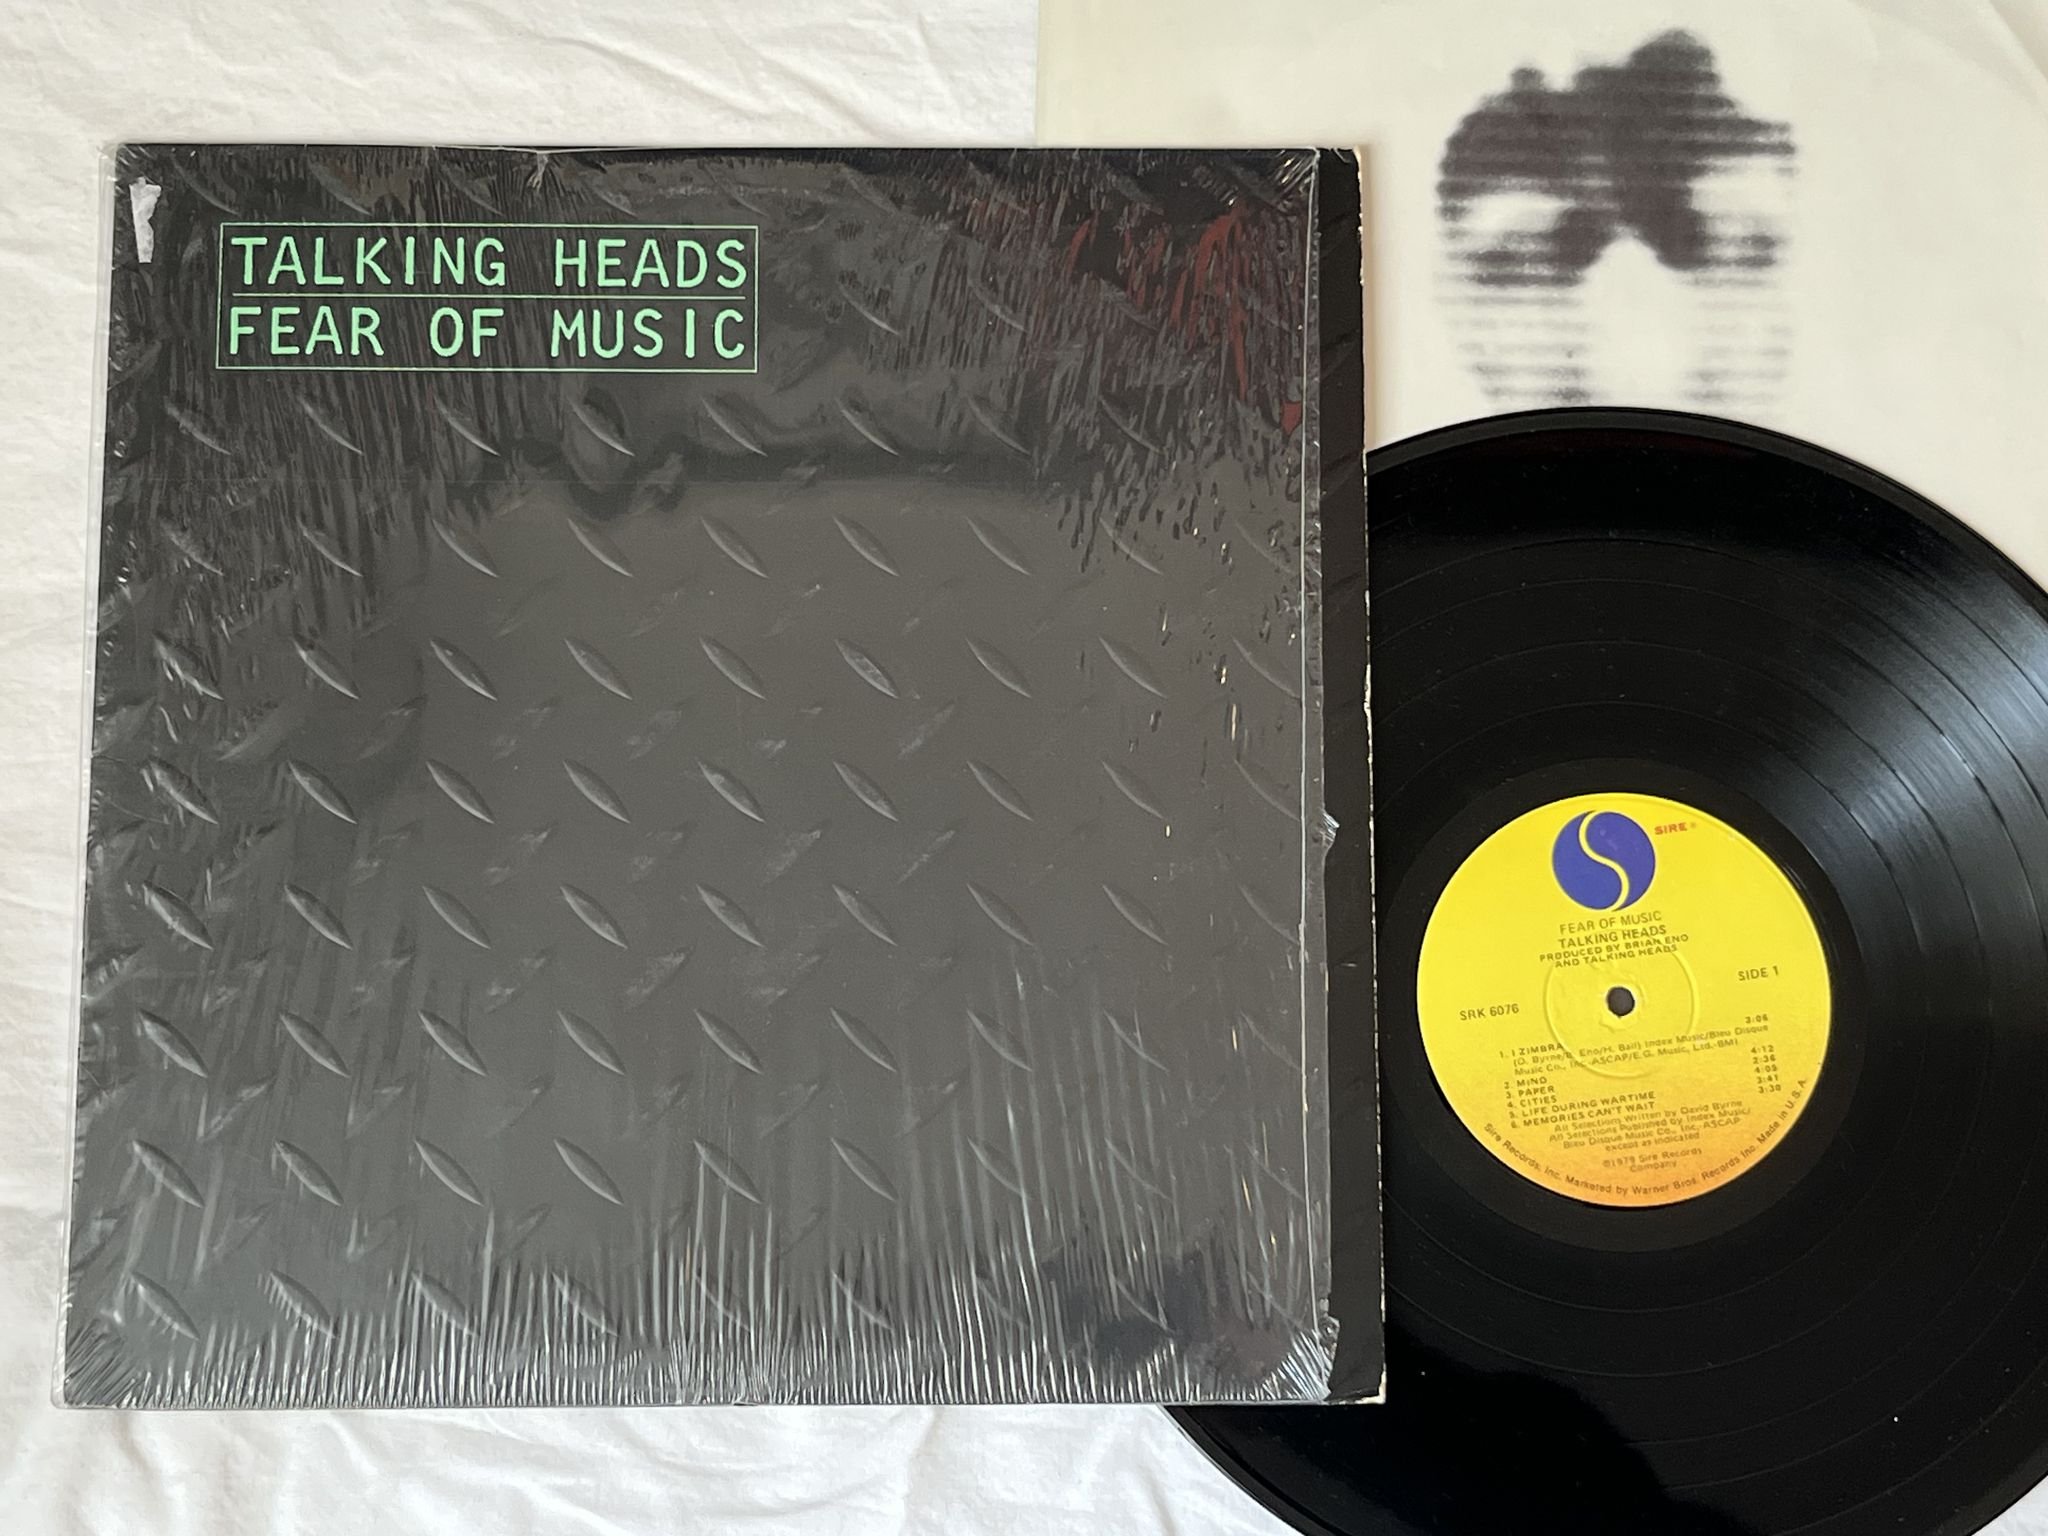 TALKING HEADS
FEAR OF MUSIC
SIRE®
FEAR OF MUSIC
TALKING HEADS
PRODUCED BY BRIAN ENO
AND TALKING HEADS
SIDE 1
SRK 6076
1. I ZIMBRA 3:06
(D. Byrne/B. Eno/H. Ball) Index Music/Bleu Disque
Music Co., Inc.-ASCAP/E.G. Music, Ltd.-BMI
2. MIND 4:12
3. PAPER 2:36
4. CITIES 4:05
5. LIFE DURING WARTIME 3:41
6. MEMORIES CAN'T WAIT 3:30
All Selections Written by David Byrne
All Selections Published by Index Music/
Bleu Disque Music Co., Inc.-ASCAP
except as indicated
©1979 Sire Records
Company
Sire Records, Inc. Marketed by Warner Bros. Records Inc. Made in U.S.A.